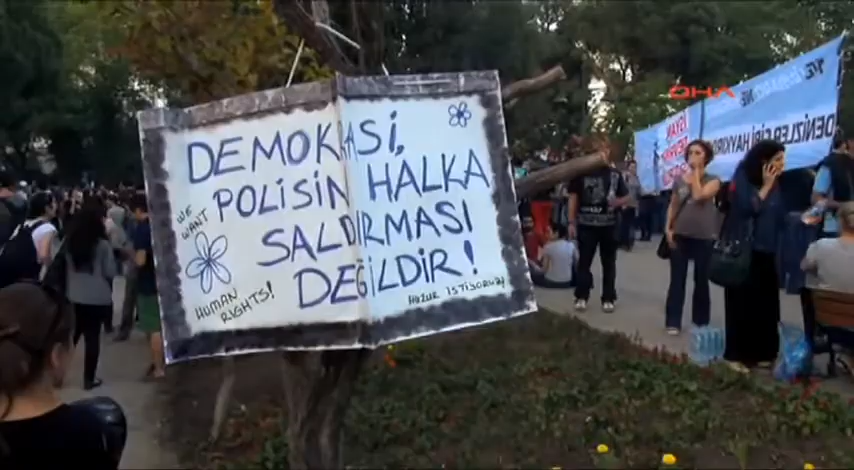 DEMOKRASİ,
POLİSİN HALKA
SALDIRMASI
DEĞİLDİR!
WE WANT
HUMAN RIGHTS!
HUZUR İSTİYORUZ!
DHA